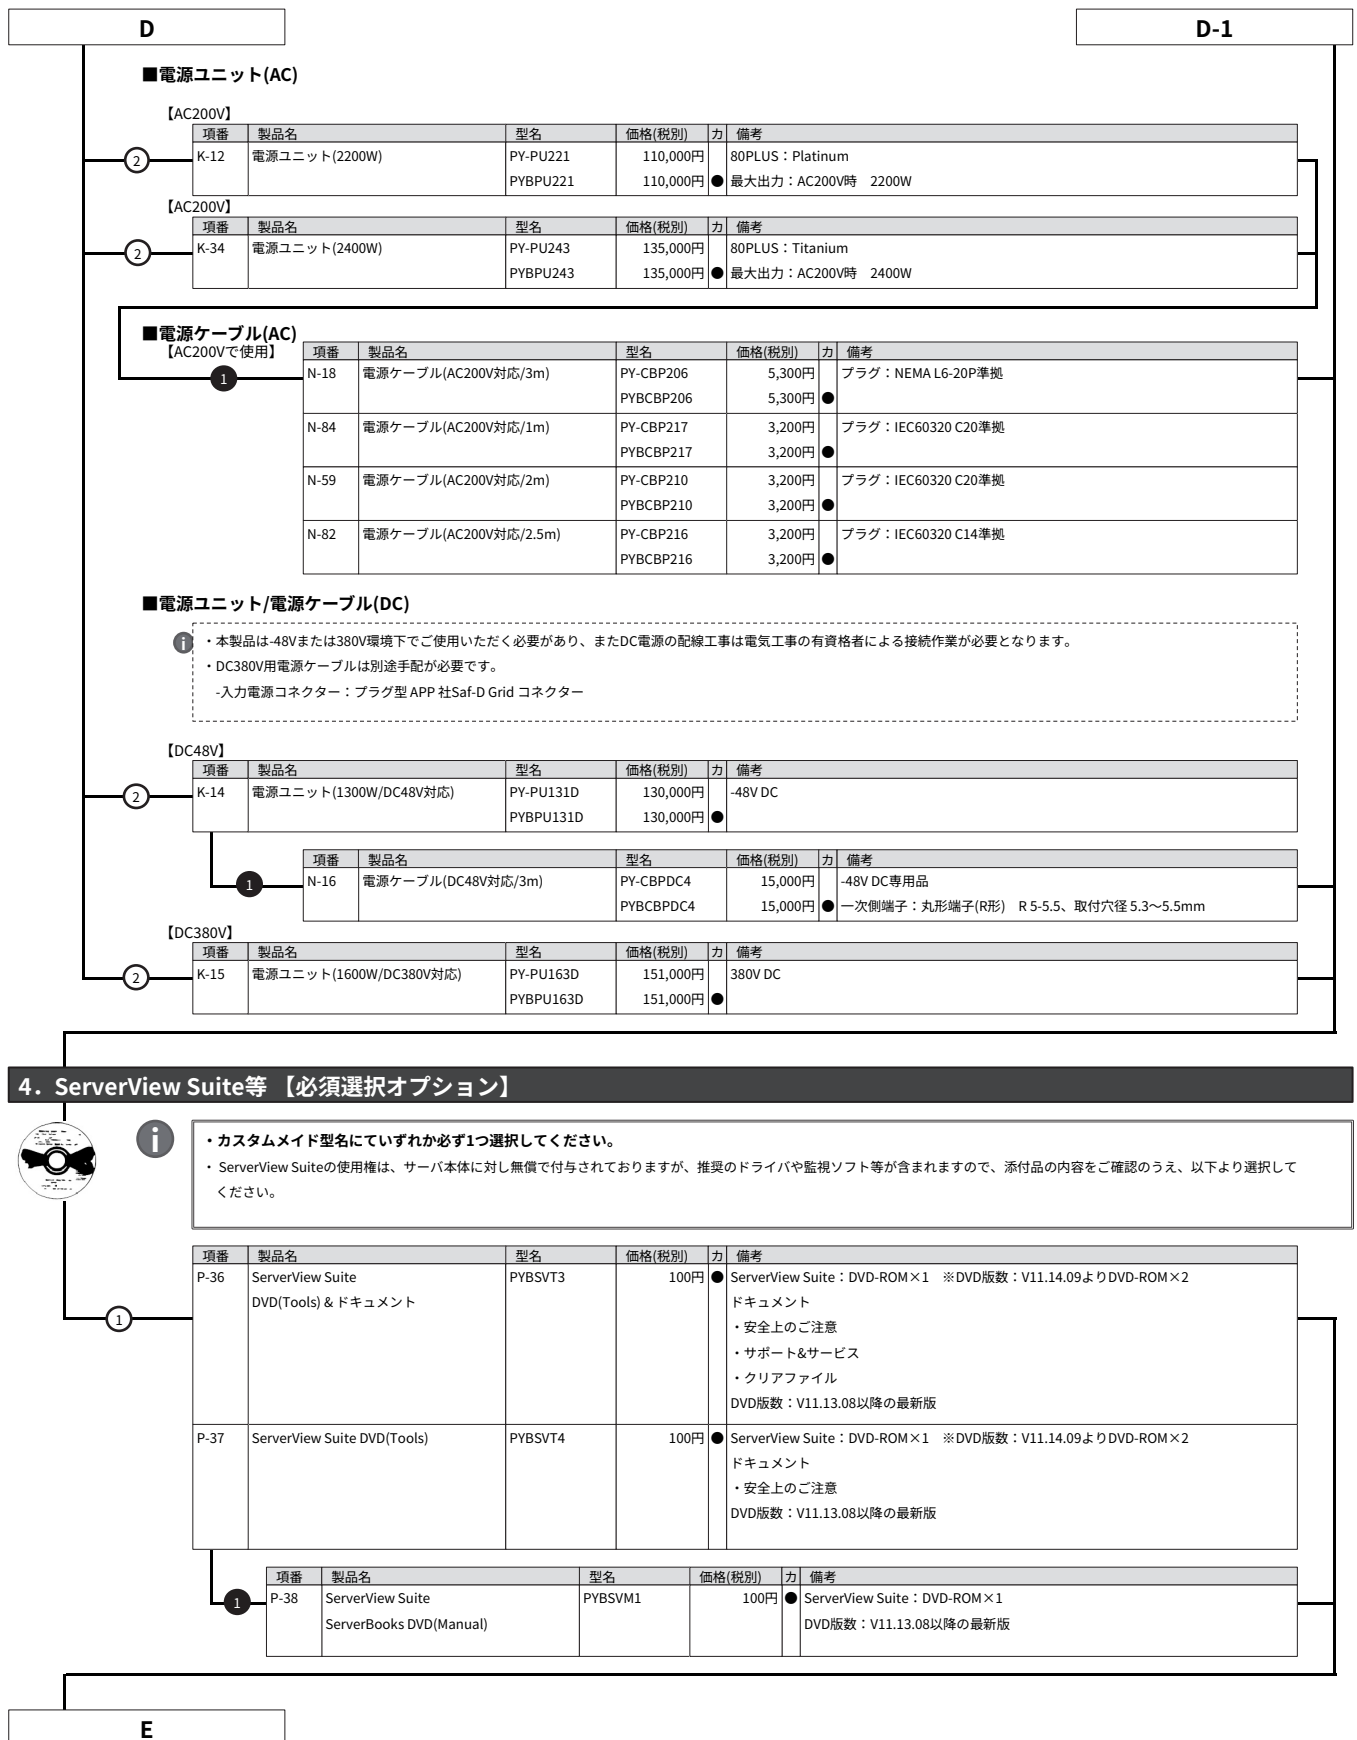 D
D-1
■電源ユニット(AC)
【AC200V】
項番 製品名 型名 価格(税別) カ 備考
2
K-12 電源ユニット(2200W) PY-PU221 110,000円 80PLUS：Platinum
PYBPU221 110,000円 ● 最大出力：AC200V時　2200W
【AC200V】
項番 製品名 型名 価格(税別) カ 備考
2
K-34 電源ユニット(2400W) PY-PU243 135,000円 80PLUS：Titanium
PYBPU243 135,000円 ● 最大出力：AC200V時　2400W
■電源ケーブル(AC)
【AC200Vで使用】
項番 製品名 型名 価格(税別) カ 備考
1
N-18 電源ケーブル(AC200V対応/3m) PY-CBP206 5,300円 プラグ：NEMA L6-20P準拠
PYBCBP206 5,300円 ●
N-84 電源ケーブル(AC200V対応/1m) PY-CBP217 3,200円 プラグ：IEC60320 C20準拠
PYBCBP217 3,200円 ●
N-59 電源ケーブル(AC200V対応/2m) PY-CBP210 3,200円 プラグ：IEC60320 C20準拠
PYBCBP210 3,200円 ●
N-82 電源ケーブル(AC200V対応/2.5m) PY-CBP216 3,200円 プラグ：IEC60320 C14準拠
PYBCBP216 3,200円 ●
■電源ユニット/電源ケーブル(DC)
i
・本製品は-48Vまたは380V環境下でご使用いただく必要があり、またDC電源の配線工事は電気工事の有資格者による接続作業が必要となります。
・DC380V用電源ケーブルは別途手配が必要です。
-入力電源コネクター：プラグ型 APP 社Saf-D Grid コネクター
【DC48V】
項番 製品名 型名 価格(税別) カ 備考
2
K-14 電源ユニット(1300W/DC48V対応) PY-PU131D 130,000円 -48V DC
PYBPU131D 130,000円 ●
項番 製品名 型名 価格(税別) カ 備考
1
N-16 電源ケーブル(DC48V対応/3m) PY-CBPDC4 15,000円 -48V DC専用品
PYBCBPDC4 15,000円 ● 一次側端子：丸形端子(R形)　R 5-5.5、取付穴径 5.3～5.5mm
【DC380V】
項番 製品名 型名 価格(税別) カ 備考
2
K-15 電源ユニット(1600W/DC380V対応) PY-PU163D 151,000円 380V DC
PYBPU163D 151,000円 ●
4．ServerView Suite等 【必須選択オプション】
i
・カスタムメイド型名にていずれか必ず1つ選択してください。
・ ServerView Suiteの使用権は、サーバ本体に対し無償で付与されておりますが、推奨のドライバや監視ソフト等が含まれますので、添付品の内容をご確認のうえ、以下より選択して
ください。
項番 製品名 型名 価格(税別) カ 備考
P-36 ServerView Suite PYBSVT3 100円 ● ServerView Suite：DVD-ROM×1　※DVD版数：V11.14.09よりDVD-ROM×2
DVD(Tools) & ドキュメント ドキュメント
1
・安全上のご注意
・サポート&サービス
・クリアファイル
DVD版数：V11.13.08以降の最新版
P-37 ServerView Suite DVD(Tools) PYBSVT4 100円 ● ServerView Suite：DVD-ROM×1　※DVD版数：V11.14.09よりDVD-ROM×2
ドキュメント
・安全上のご注意
DVD版数：V11.13.08以降の最新版
項番 製品名 型名 価格(税別) カ 備考
1
P-38 ServerView Suite PYBSVM1 100円 ● ServerView Suite：DVD-ROM×1
ServerBooks DVD(Manual) DVD版数：V11.13.08以降の最新版
E